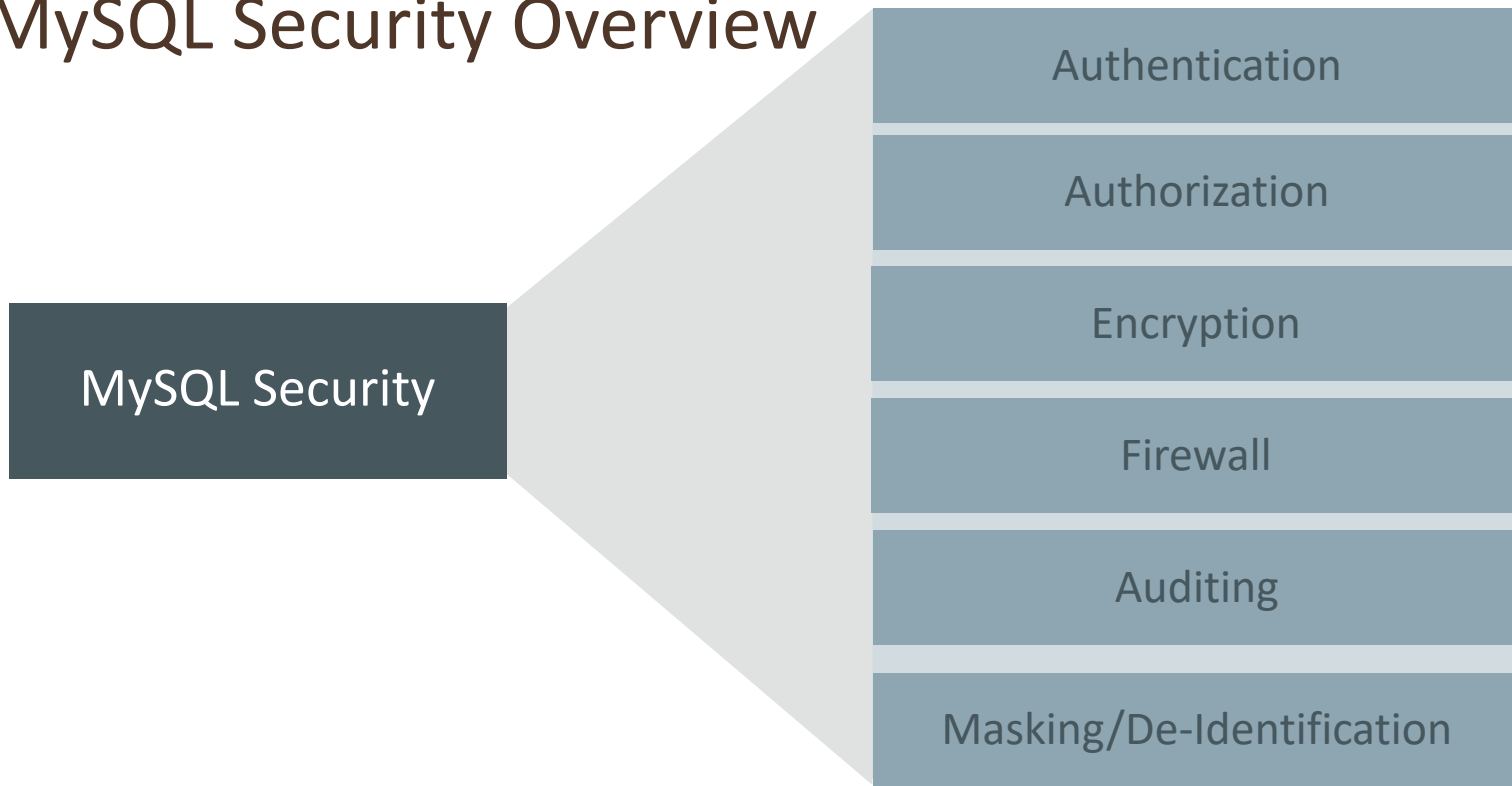 MySQL Security Overview
MySQL Security
Authentication
Authorization
Encryption
Firewall
Auditing
Masking/De-Identification